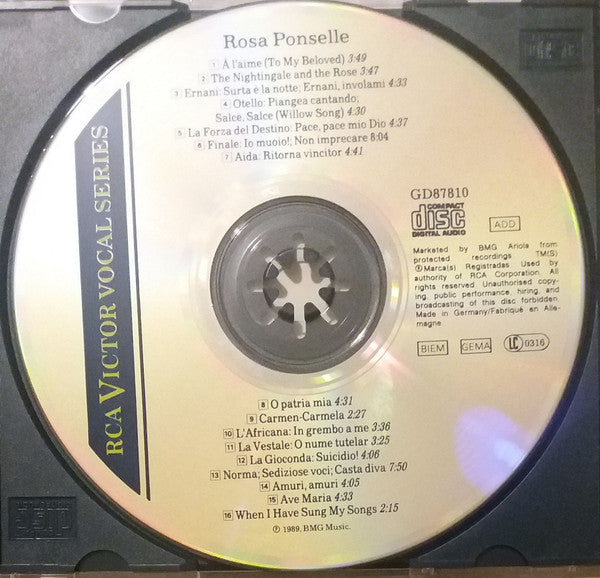 Rosa Ponselle
1 À l'aime (To My Beloved) 3:49
2 The Nightingale and the Rose 3:47
3 Ernani: Surta è la notte; Ernani, involami 4:33
4 Otello: Piangea cantando;
Salce, Salce (Willow Song) 4:30
5 La Forza del Destino: Pace, pace mio Dio 4:37
6 Finale: Io muoio!; Non imprecare 8:04
7 Aida: Ritorna vincitor 4:41
RCA VICTOR VOCAL SERIES
GD87810
COMPACT
disc
DIGITAL AUDIO
ADD
Marketed by BMG Ariola from
protected recordings TM(S)
®Marca(s) Registradas Used by
authority of RCA Corporation. All
rights reserved. Unauthorised copy-
ing, public performance, hiring, and
broadcasting of this disc forbidden.
Made in Germany/Fabriqué en Alle-
magne
BIEM
GEMA
LC 0316
8 O patria mia 4:31
9 Carmen-Carmela 2:27
10 L'Africana: In grembo a me 3:36
11 La Vestale: O nume tutelar 3:25
12 La Gioconda: Suicidio! 4:06
13 Norma; Sediziose voci; Casta diva 7:50
14 Amuri, amuri 4:05
15 Ave Maria 4:33
16 When I Have Sung My Songs 2:15
℗ 1989, BMG Music.